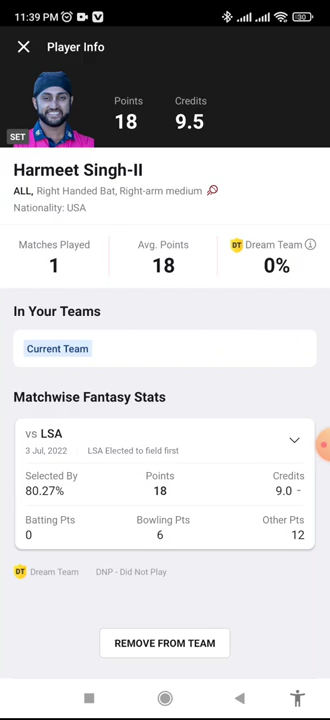 11:39 PM
30
Player Info
SET
Points
Credits
18
9.5
Harmeet Singh-II
ALL, Right Handed Bat, Right-arm medium
Nationality: USA
Matches Played
Avg. Points
DT Dream Team
1
18
0%
In Your Teams
Current Team
Matchwise Fantasy Stats
vs LSA
3 Jul, 2022
LSA Elected to field first
Selected By
Points
Credits
80.27%
18
9.0 -
Batting Pts
Bowling Pts
Other Pts
0
6
12
DT Dream Team
DNP - Did Not Play
REMOVE FROM TEAM